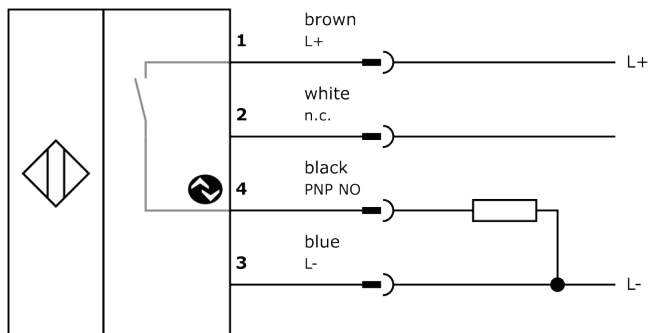 brown
1 L+
L+
white
2 n.c.
black
4 PNP NO
blue
3 L-
L-